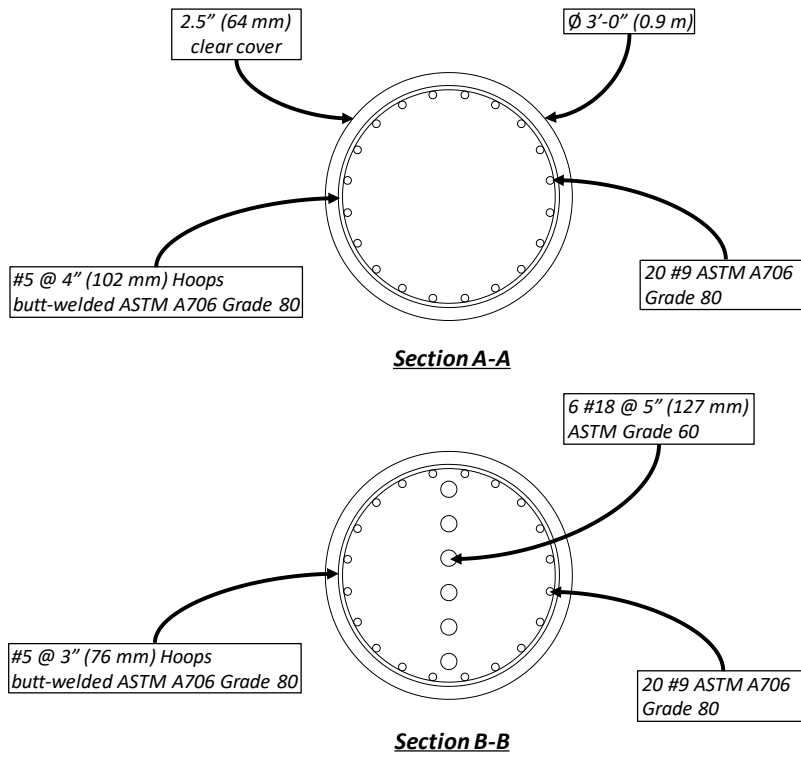 2.5” (64 mm)
clear cover
Ø 3’-0” (0.9 m)
#5 @ 4” (102 mm) Hoops
butt-welded ASTM A706 Grade 80
20 #9 ASTM A706
Grade 80
Section A-A
6 #18 @ 5” (127 mm)
ASTM Grade 60
#5 @ 3” (76 mm) Hoops
butt-welded ASTM A706 Grade 80
20 #9 ASTM A706
Grade 80
Section B-B